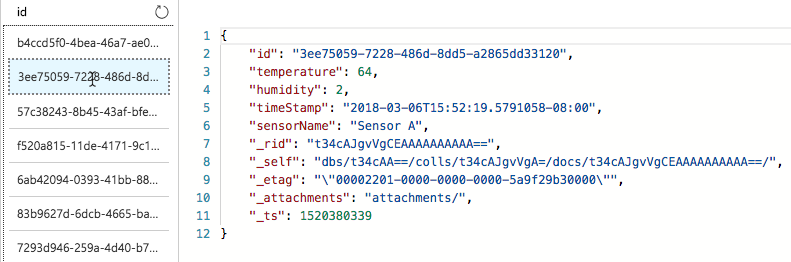 id
b4ccd5f0-4bea-46a7-ae0...
3ee75059-7228-486d-8d...
57c38243-8b45-43af-bfe...
f520a815-11de-4171-9c1...
6ab42094-0393-41bb-88...
83b9627d-6dcb-4665-ba...
7293d946-259a-4d40-b7...
1 {
2 "id": "3ee75059-7228-486d-8dd5-a2865dd33120",
3 "temperature": 64,
4 "humidity": 2,
5 "timeStamp": "2018-03-06T15:52:19.5791058-08:00",
6 "sensorName": "Sensor A",
7 "_rid": "t34cAJgvVgCEAAAAAAAAAA==",
8 "_self": "dbs/t34cAA==/colls/t34cAJgvVgA=/docs/t34cAJgvVgCEAAAAAAAAAA==/",
9 "_etag": "\"00002201-0000-0000-0000-5a9f29b30000\"",
10 "_attachments": "attachments/",
11 "_ts": 1520380339
12 }